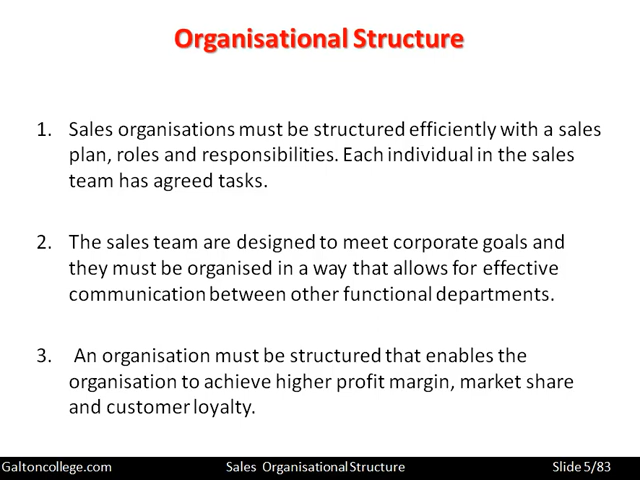 Organisational Structure
1. Sales organisations must be structured efficiently with a sales
plan, roles and responsibilities. Each individual in the sales
team has agreed tasks.
2. The sales team are designed to meet corporate goals and
they must be organised in a way that allows for effective
communication between other functional departments.
3. An organisation must be structured that enables the
organisation to achieve higher profit margin, market share
and customer loyalty.
Galtoncollege.com Sales Organisational Structure Slide 5/83